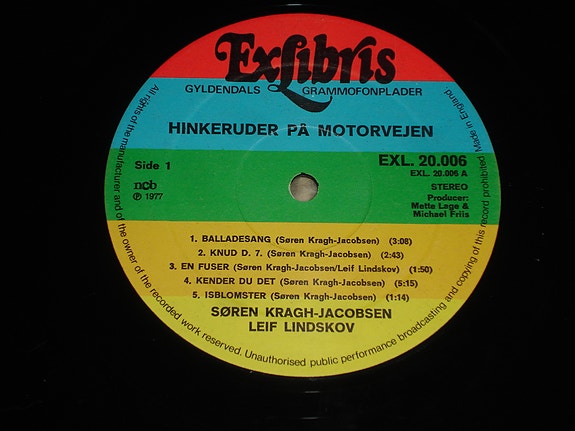 ExLibris
GYLDENDALS GRAMMOFONPLADER
HINKERUDER PÅ MOTORVEJEN
Side 1
EXL. 20.006
EXL. 20.006 A
ncb
STEREO
℗ 1977
Producer:
Mette Lage &
Michael Friis
1. BALLADESANG (Søren Kragh-Jacobsen) (3:08)
2. KNUD D. 7. (Søren Kragh-Jacobsen) (2:43)
3. EN FUSER (Søren Kragh-Jacobsen/Leif Lindskov) (1:50)
4. KENDER DU DET (Søren Kragh-Jacobsen) (5:15)
5. ISBLOMSTER (Søren Kragh-Jacobsen) (1:14)
SØREN KRAGH-JACOBSEN
LEIF LINDSKOV
All rights of the manufacturer and of the owner of the recorded work reserved. Unauthorised public performance broadcasting and copying of this record prohibited Made in England.